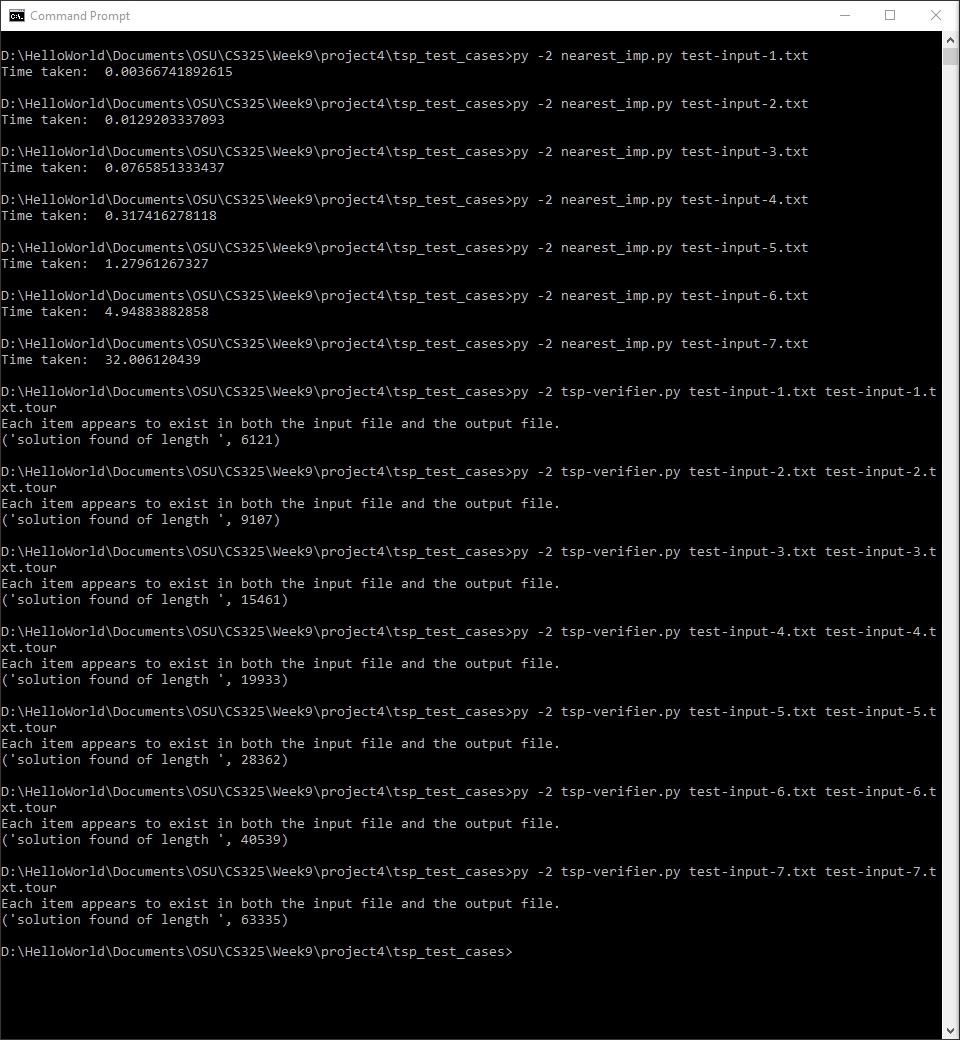 Command Prompt
D:\HelloWorld\Documents\OSU\CS325\Week9\project4\tsp_test_cases>py -2 nearest_imp.py test-input-1.txt
Time taken:  0.00366741892615
D:\HelloWorld\Documents\OSU\CS325\Week9\project4\tsp_test_cases>py -2 nearest_imp.py test-input-2.txt
Time taken:  0.0129203337093
D:\HelloWorld\Documents\OSU\CS325\Week9\project4\tsp_test_cases>py -2 nearest_imp.py test-input-3.txt
Time taken:  0.0765851333437
D:\HelloWorld\Documents\OSU\CS325\Week9\project4\tsp_test_cases>py -2 nearest_imp.py test-input-4.txt
Time taken:  0.317416278118
D:\HelloWorld\Documents\OSU\CS325\Week9\project4\tsp_test_cases>py -2 nearest_imp.py test-input-5.txt
Time taken:  1.27961267327
D:\HelloWorld\Documents\OSU\CS325\Week9\project4\tsp_test_cases>py -2 nearest_imp.py test-input-6.txt
Time taken:  4.94883882858
D:\HelloWorld\Documents\OSU\CS325\Week9\project4\tsp_test_cases>py -2 nearest_imp.py test-input-7.txt
Time taken:  32.006120439
D:\HelloWorld\Documents\OSU\CS325\Week9\project4\tsp_test_cases>py -2 tsp-verifier.py test-input-1.txt test-input-1.t
xt.tour
Each item appears to exist in both the input file and the output file.
('solution found of length ', 6121)
D:\HelloWorld\Documents\OSU\CS325\Week9\project4\tsp_test_cases>py -2 tsp-verifier.py test-input-2.txt test-input-2.t
xt.tour
Each item appears to exist in both the input file and the output file.
('solution found of length ', 9107)
D:\HelloWorld\Documents\OSU\CS325\Week9\project4\tsp_test_cases>py -2 tsp-verifier.py test-input-3.txt test-input-3.t
xt.tour
Each item appears to exist in both the input file and the output file.
('solution found of length ', 15461)
D:\HelloWorld\Documents\OSU\CS325\Week9\project4\tsp_test_cases>py -2 tsp-verifier.py test-input-4.txt test-input-4.t
xt.tour
Each item appears to exist in both the input file and the output file.
('solution found of length ', 19933)
D:\HelloWorld\Documents\OSU\CS325\Week9\project4\tsp_test_cases>py -2 tsp-verifier.py test-input-5.txt test-input-5.t
xt.tour
Each item appears to exist in both the input file and the output file.
('solution found of length ', 28362)
D:\HelloWorld\Documents\OSU\CS325\Week9\project4\tsp_test_cases>py -2 tsp-verifier.py test-input-6.txt test-input-6.t
xt.tour
Each item appears to exist in both the input file and the output file.
('solution found of length ', 40539)
D:\HelloWorld\Documents\OSU\CS325\Week9\project4\tsp_test_cases>py -2 tsp-verifier.py test-input-7.txt test-input-7.t
xt.tour
Each item appears to exist in both the input file and the output file.
('solution found of length ', 63335)
D:\HelloWorld\Documents\OSU\CS325\Week9\project4\tsp_test_cases>